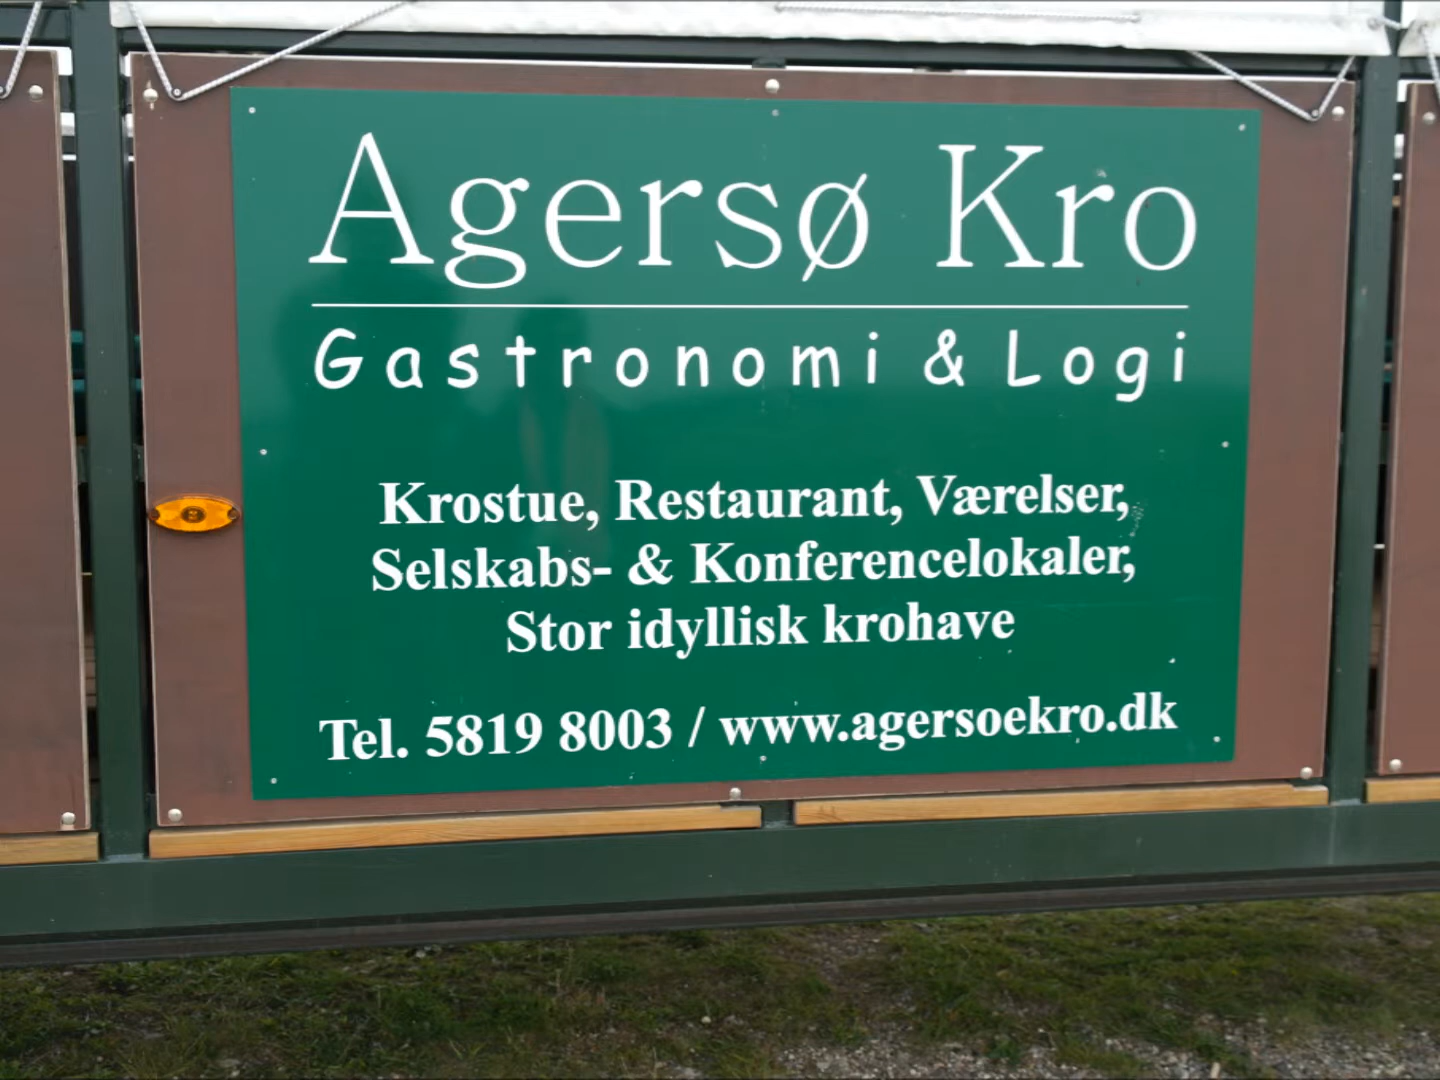 Agersø Kro
Gastronomi & Logi
Krostue, Restaurant, Værelser,
Selskabs- & Konferencelokaler,
Stor idyllisk krohave
Tel. 5819 8003 / www.agersoekro.dk